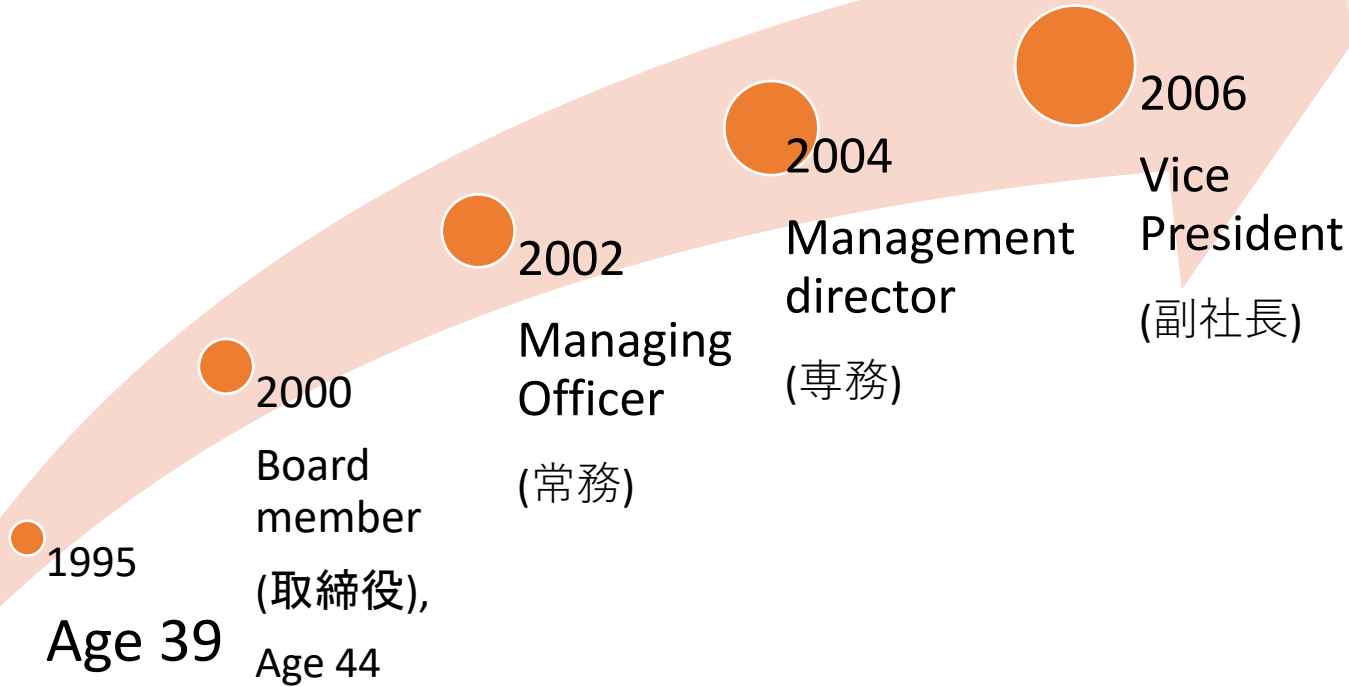 1995
Age 39
2000
Board
member
(取締役),
Age 44
2002
Managing
Officer
(常務)
2004
Management
director
(専務)
2006
Vice
President
(副社長)